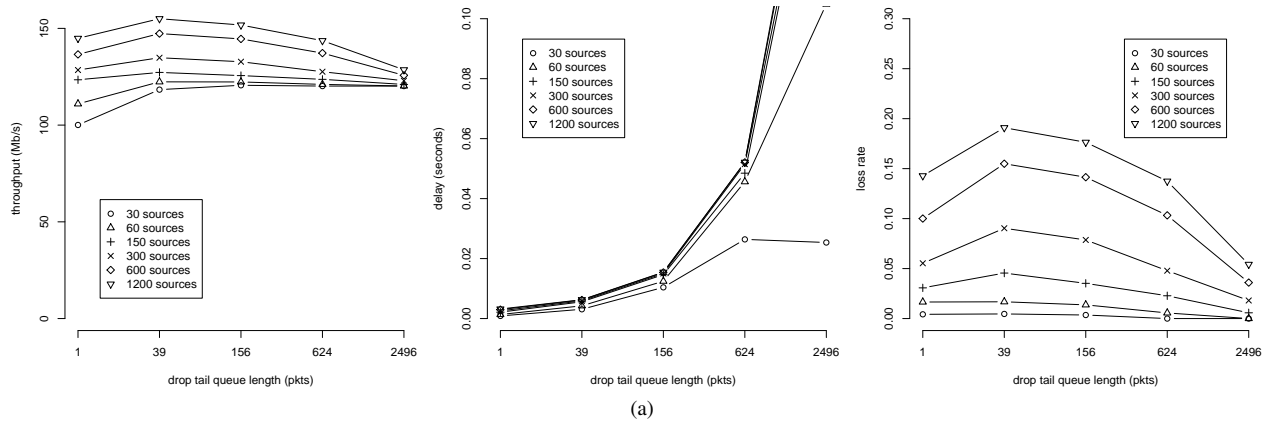 throughput (Mb/s)
0 50 100 150
30 sources
60 sources
150 sources
300 sources
600 sources
1200 sources
1 39 156 624 2496
drop tail queue length (pkts)
delay (seconds)
0.00 0.02 0.04 0.06 0.08 0.10
30 sources
60 sources
150 sources
300 sources
600 sources
1200 sources
1 39 156 624 2496
drop tail queue length (pkts)
loss rate
0.00 0.05 0.10 0.15 0.20 0.25 0.30
30 sources
60 sources
150 sources
300 sources
600 sources
1200 sources
1 39 156 624 2496
drop tail queue length (pkts)
(a)